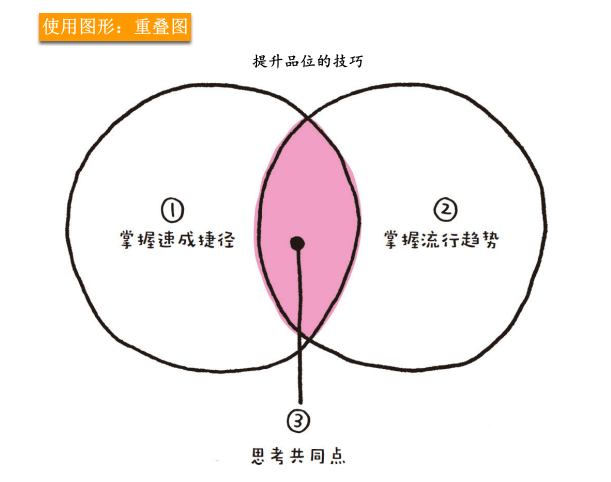 使用图形：重叠图
提升品位的技巧
①
掌握速成捷径
②
掌握流行趋势
③
思考共同点